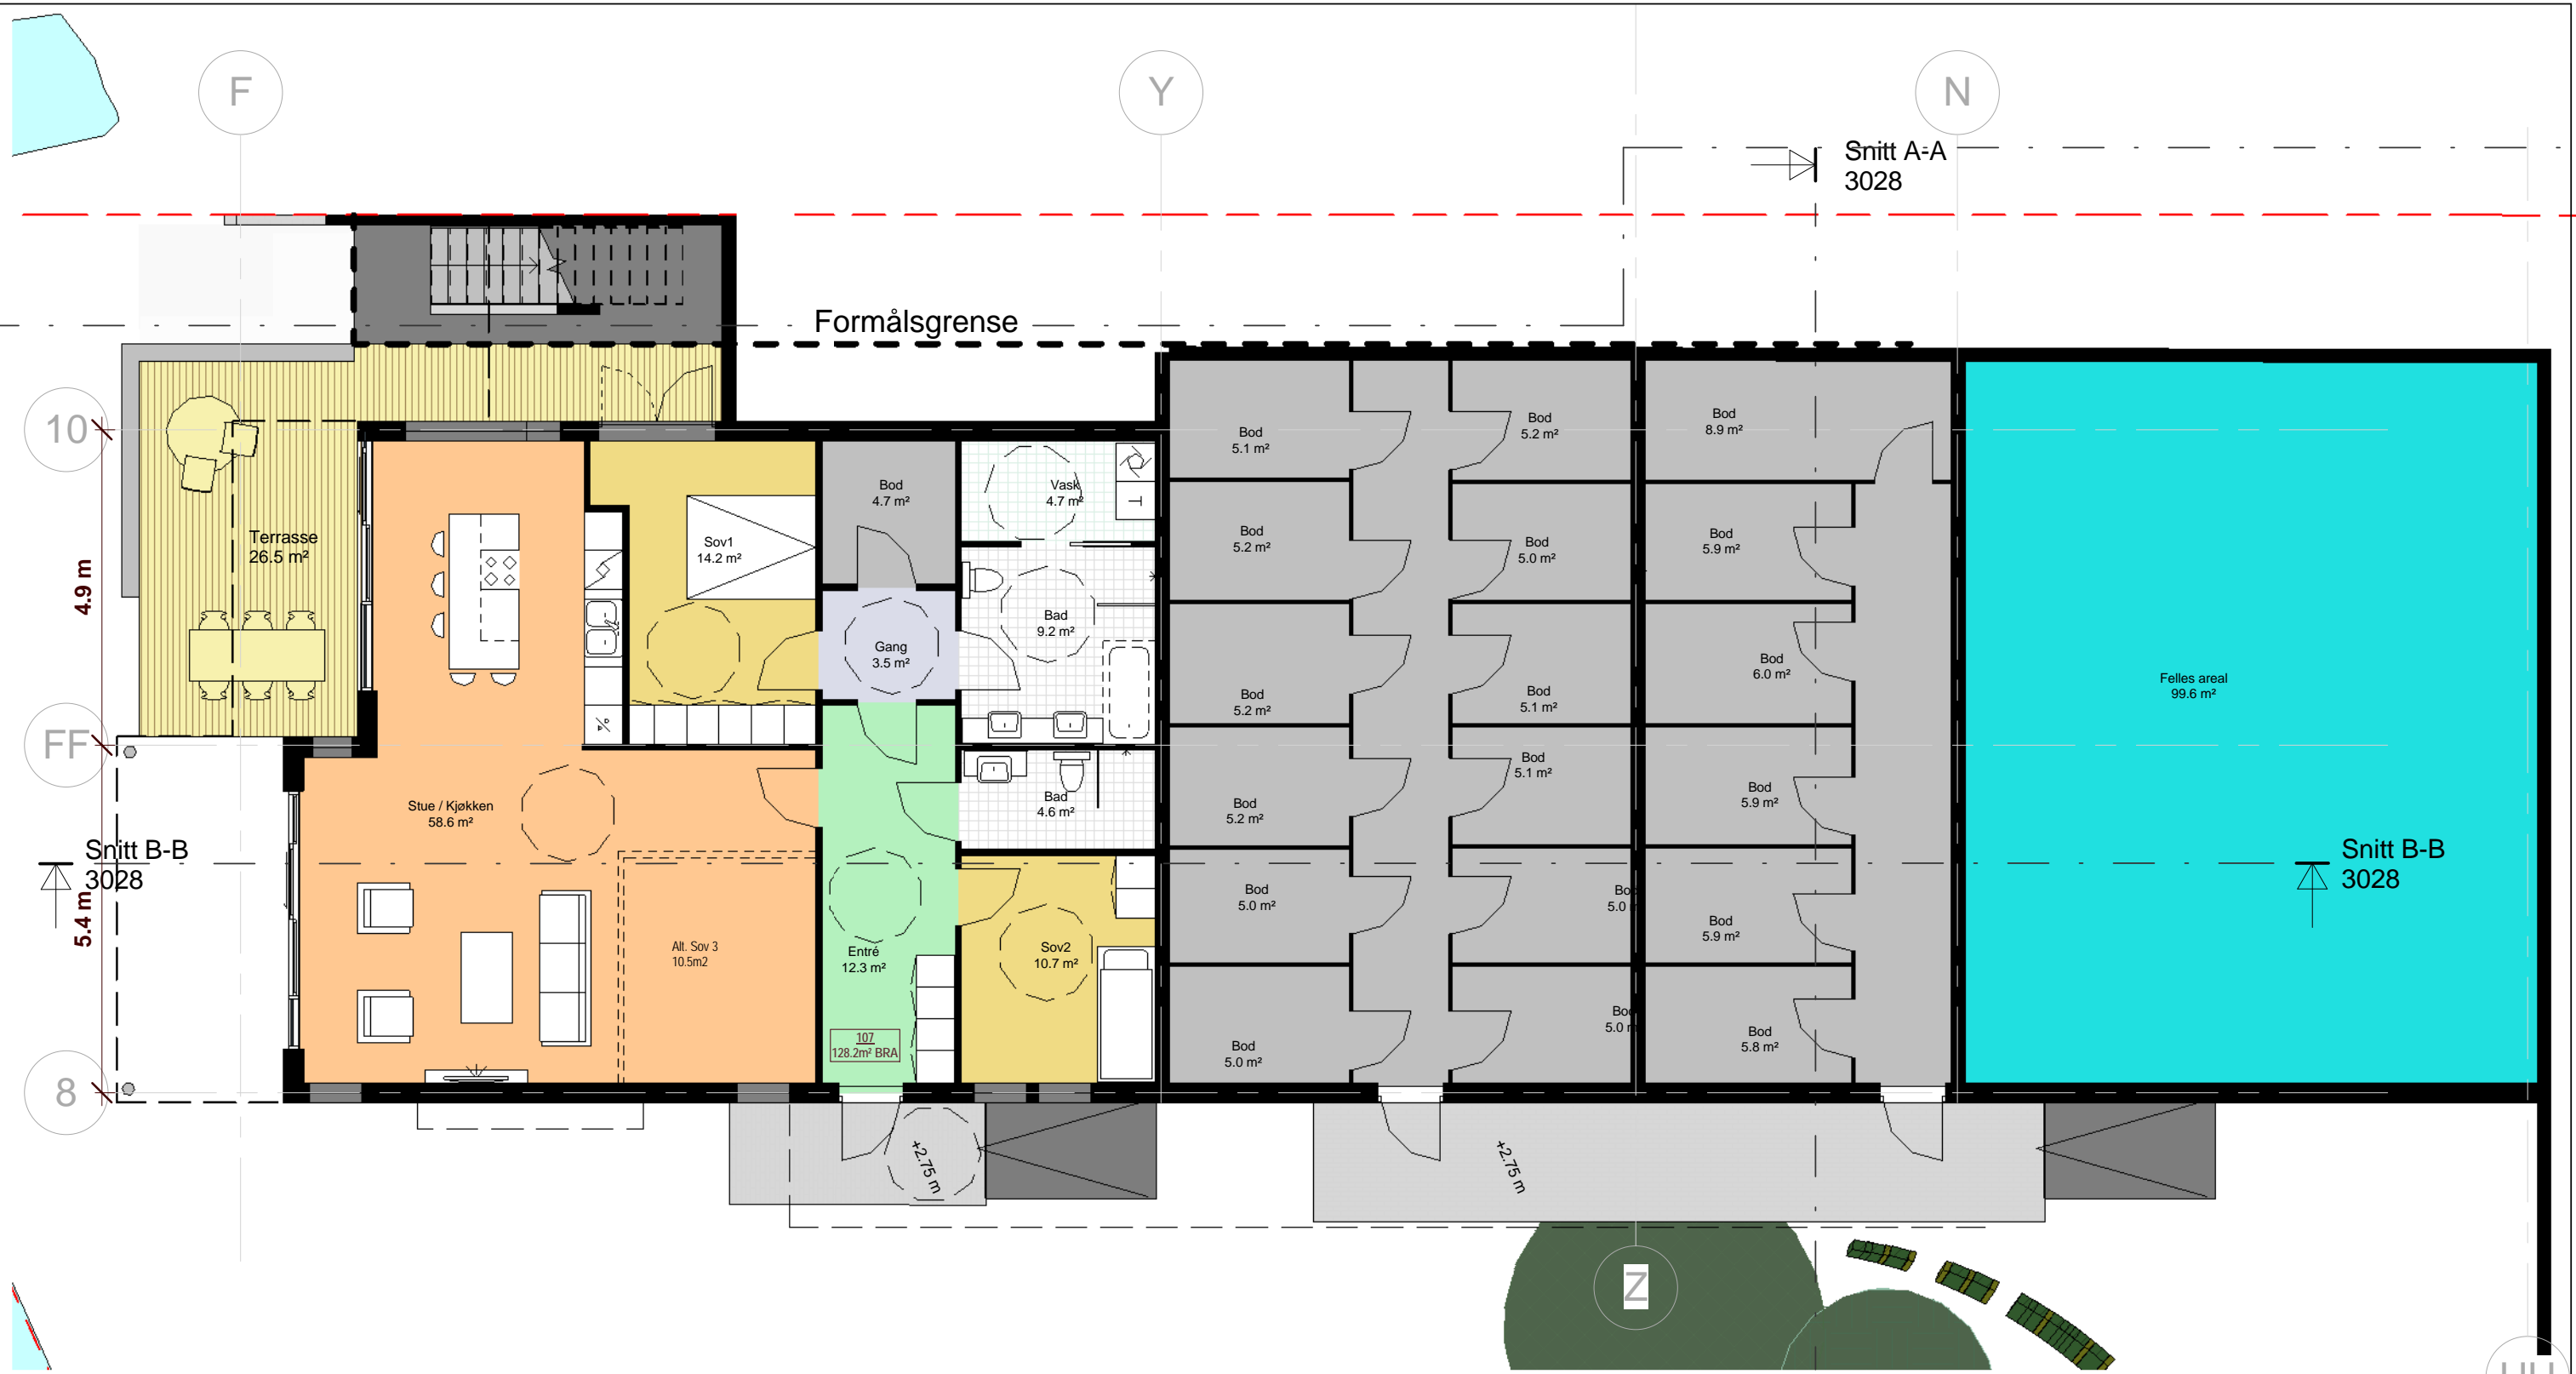 F
Y
N
Snitt A-A
3028
Formålsgrense
10
FF
8
4.9 m
5.4 m
Terrasse
26.5 m²
Sov1
14.2 m²
Bod
4.7 m²
Vask
4.7 m²
T
Gang
3.5 m²
Bad
9.2 m²
Stue / Kjøkken
58.6 m²
Bad
4.6 m²
Alt. Sov 3
10.5m2
Entré
12.3 m²
Sov2
10.7 m²
107
128.2m² BRA
Snitt B-B
3028
Bod
5.1 m²
Bod
5.2 m²
Bod
5.2 m²
Bod
5.2 m²
Bod
5.0 m²
Bod
5.0 m²
Bod
5.2 m²
Bod
5.0 m²
Bod
5.1 m²
Bod
5.1 m²
Bod
5.0 m
Bod
5.0 m
Bod
8.9 m²
Bod
5.9 m²
Bod
6.0 m²
Bod
5.9 m²
Bod
5.9 m²
Bod
5.8 m²
Felles areal
99.6 m²
Snitt B-B
3028
+2.75 m
+2.75 m
Z